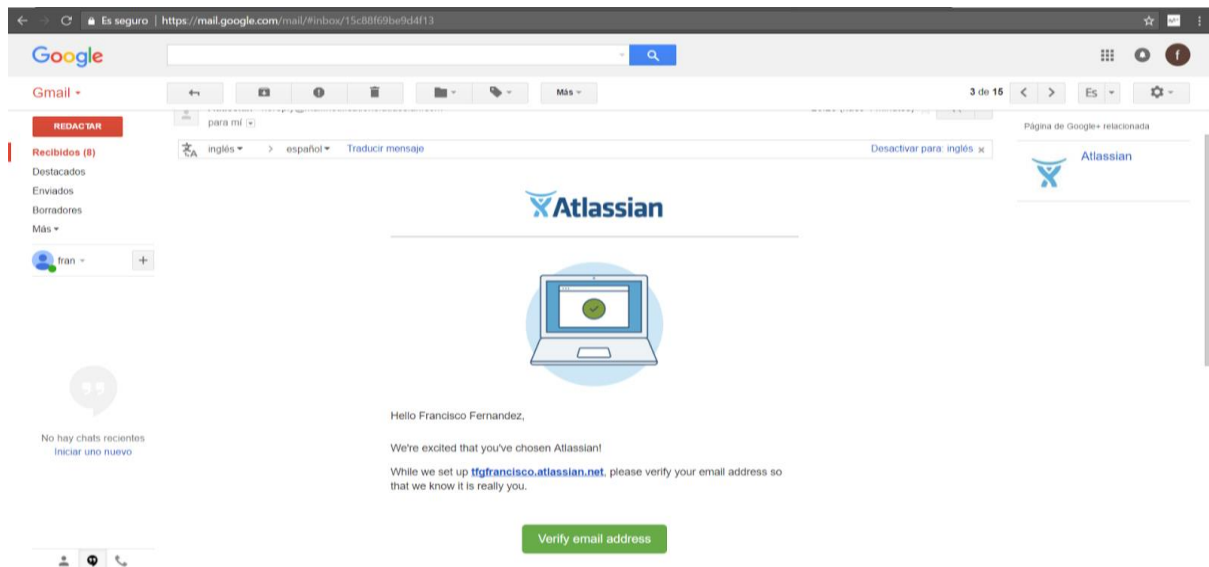 Es seguro | https://mail.google.com/mail/#inbox/15c88f69be9d4f13
Google
Gmail
Más
3 de 15
Es
REDACTAR
Recibidos (8)
Destacados
Enviados
Borradores
Más
fran
No hay chats recientes
Iniciar uno nuevo
para mí
inglés > español Traducir mensaje
Desactivar para: inglés x
Atlassian
Hello Francisco Fernandez,
We're excited that you've chosen Atlassian!
While we set up tfgfrancisco.atlassian.net, please verify your email address so
that we know it is really you.
Verify email address
f
Página de Google+ relacionada
Atlassian